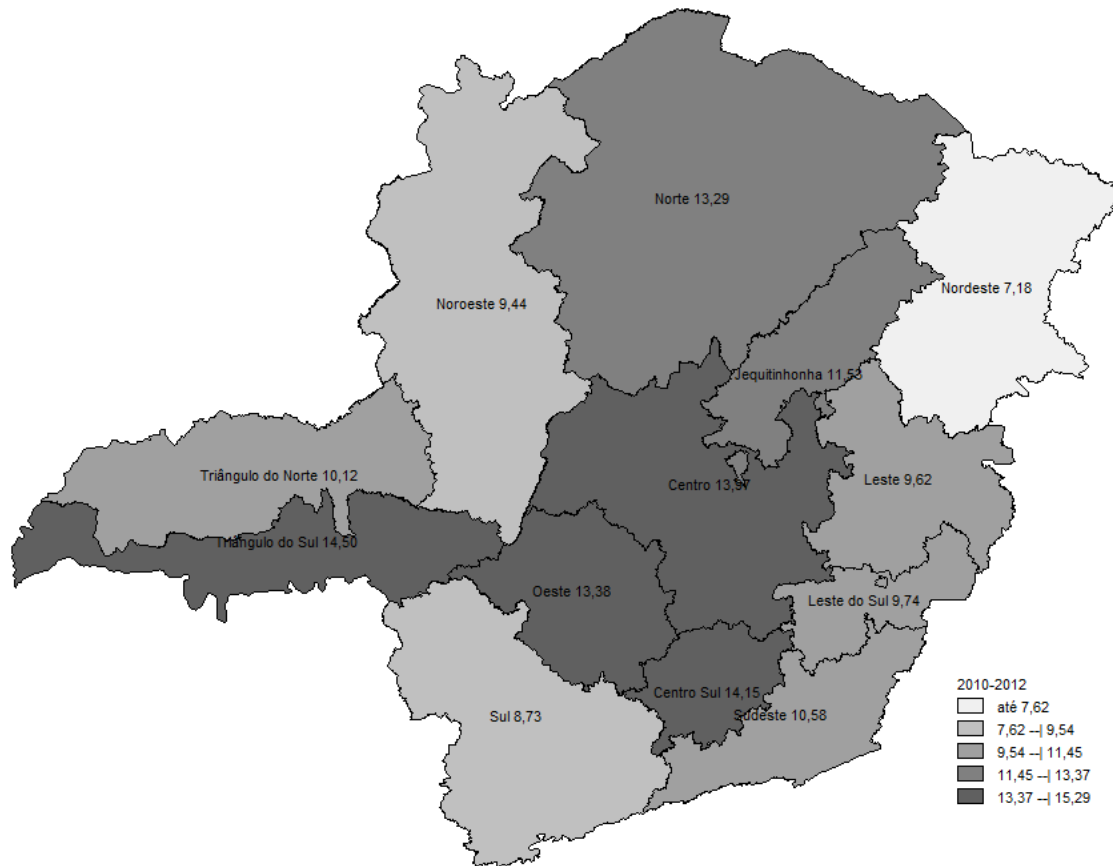 Norte 13,29
Nordeste 7,18
Noroeste 9,44
Jequitinhonha 11,53
Triângulo do Norte 10,12
Leste 9,62
Centro 13,97
Triângulo do Sul 14,50
Oeste 13,38
Leste do Sul 9,74
Centro Sul 14,15
Sul 8,73
Sudeste 10,58
2010-2012
até 7,62
7,62 --| 9,54
9,54 --| 11,45
11,45 --| 13,37
13,37 --| 15,29